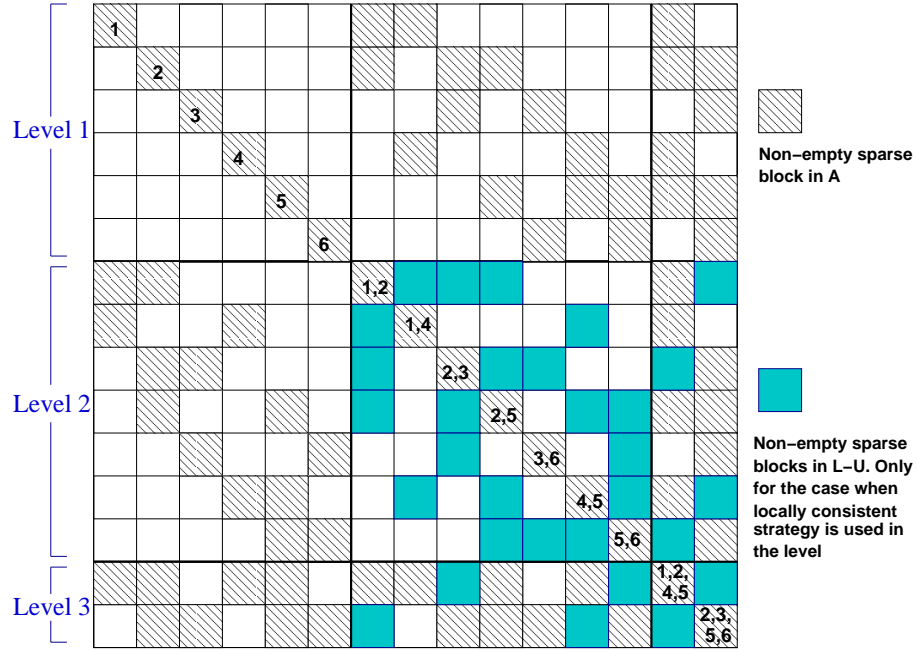 1
2
3
Level 1
4
5
6
Non−empty sparse
block in A
1,2
1,4
2,3
Level 2
2,5
3,6
4,5
5,6
Non−empty sparse
blocks in L−U. Only
for the case when
locally consistent
strategy is used in
the level
Level 3
1,2,
4,5
2,3,
5,6